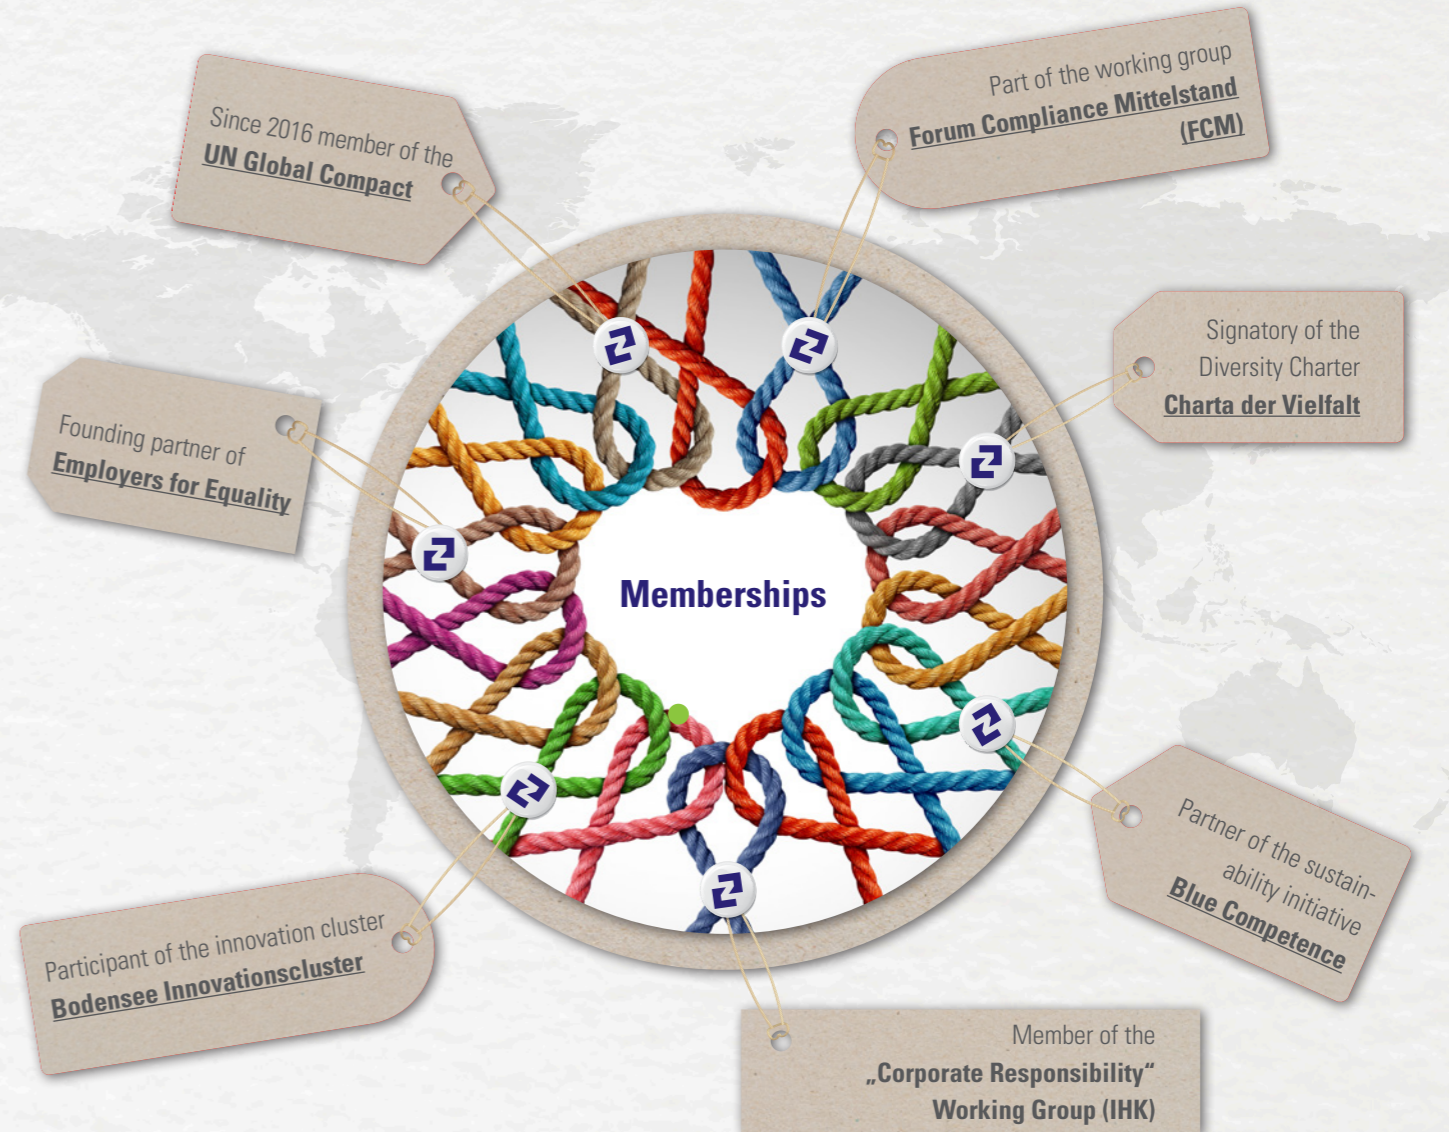 Since 2016 member of the
UN Global Compact
Part of the working group
Forum Compliance Mittelstand
(FCM)
Signatory of the
Diversity Charter
Charta der Vielfalt
Founding partner of
Employers for Equality
Memberships
Partner of the sustain-
ability initiative
Blue Competence
Participant of the innovation cluster
Bodensee Innovationscluster
Member of the
„Corporate Responsibility“
Working Group (IHK)